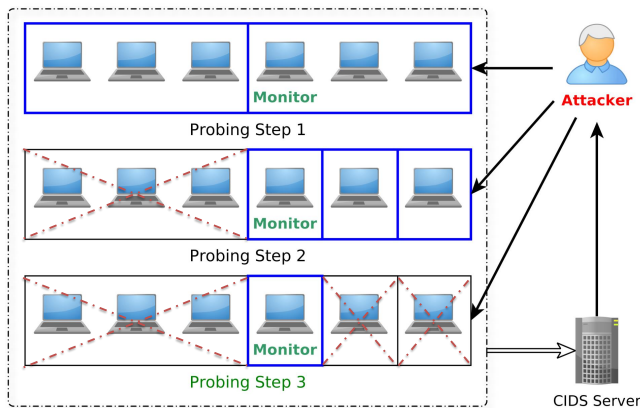 Monitor
Attacker
Probing Step 1
Monitor
Probing Step 2
Monitor
Probing Step 3
CIDS Server